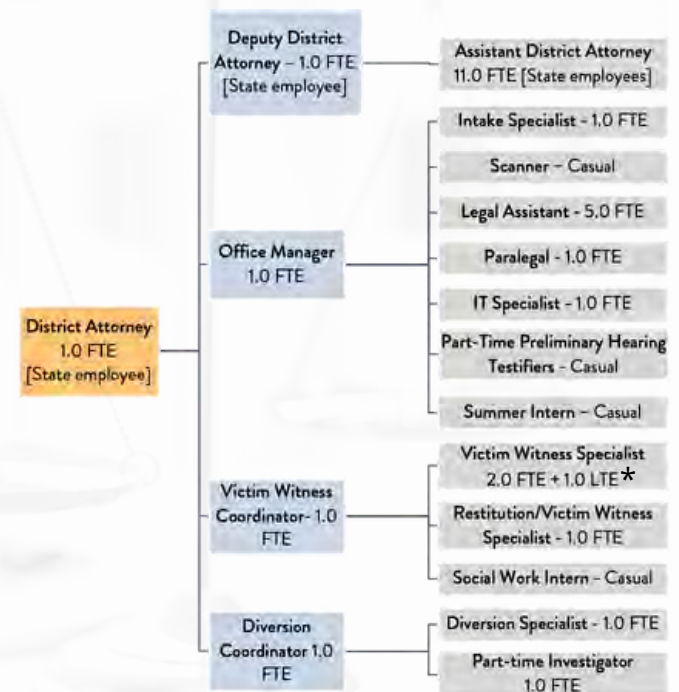 Deputy District
Attorney – 1.0 FTE
[State employee]
Assistant District Attorney
11.0 FTE [State employees]
Intake Specialist - 1.0 FTE
Scanner – Casual
Legal Assistant - 5.0 FTE
Office Manager
1.0 FTE
Paralegal - 1.0 FTE
IT Specialist - 1.0 FTE
District Attorney
1.0 FTE
[State employee]
Part-Time Preliminary Hearing
Testifiers - Casual
Summer Intern – Casual
Victim Witness Specialist
2.0 FTE + 1.0 LTE*
Victim Witness
Coordinator- 1.0
FTE
Restitution/Victim Witness
Specialist - 1.0 FTE
Social Work Intern – Casual
Diversion
Coordinator 1.0
FTE
Diversion Specialist - 1.0 FTE
Part-time Investigator
1.0 FTE